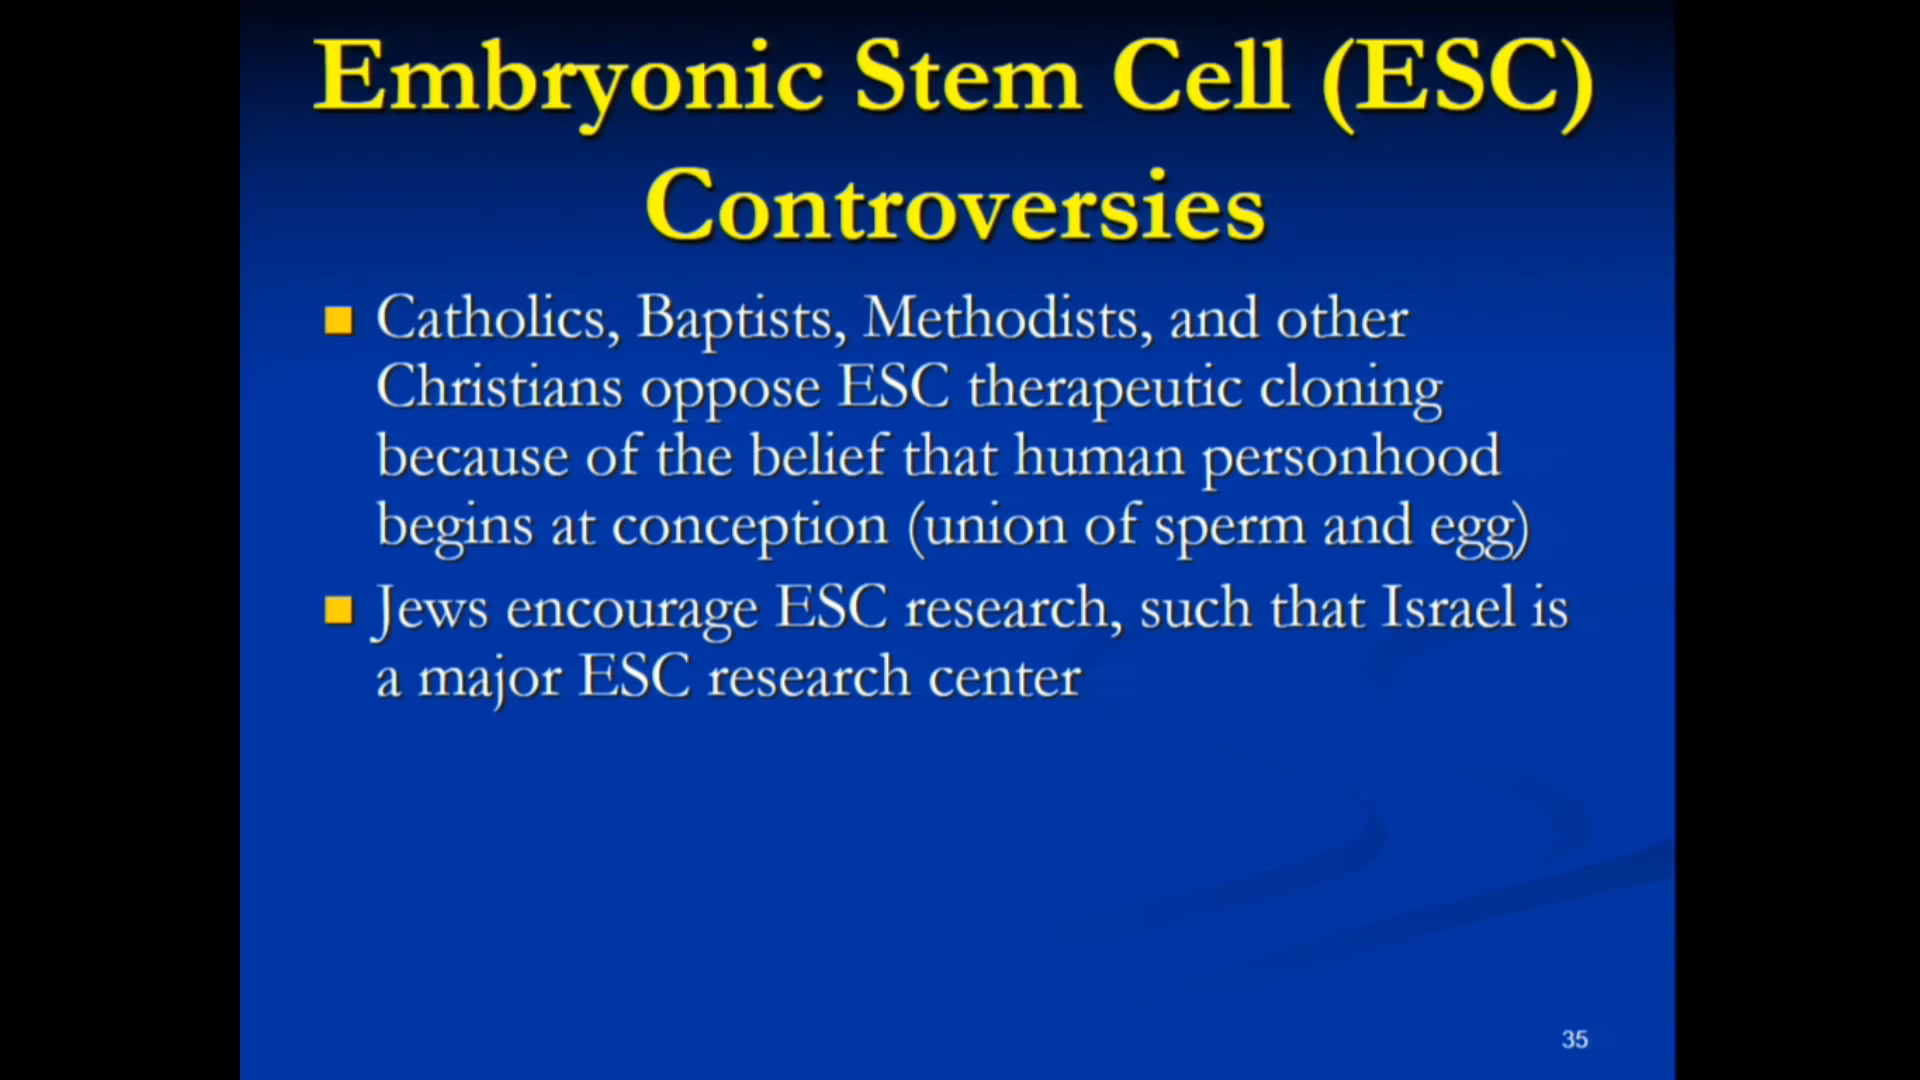 Embryonic Stem Cell (ESC)
Controversies
Catholics, Baptists, Methodists, and other
Christians oppose ESC therapeutic cloning
because of the belief that human personhood
begins at conception (union of sperm and egg)
Jews encourage ESC research, such that Israel is
a major ESC research center
35